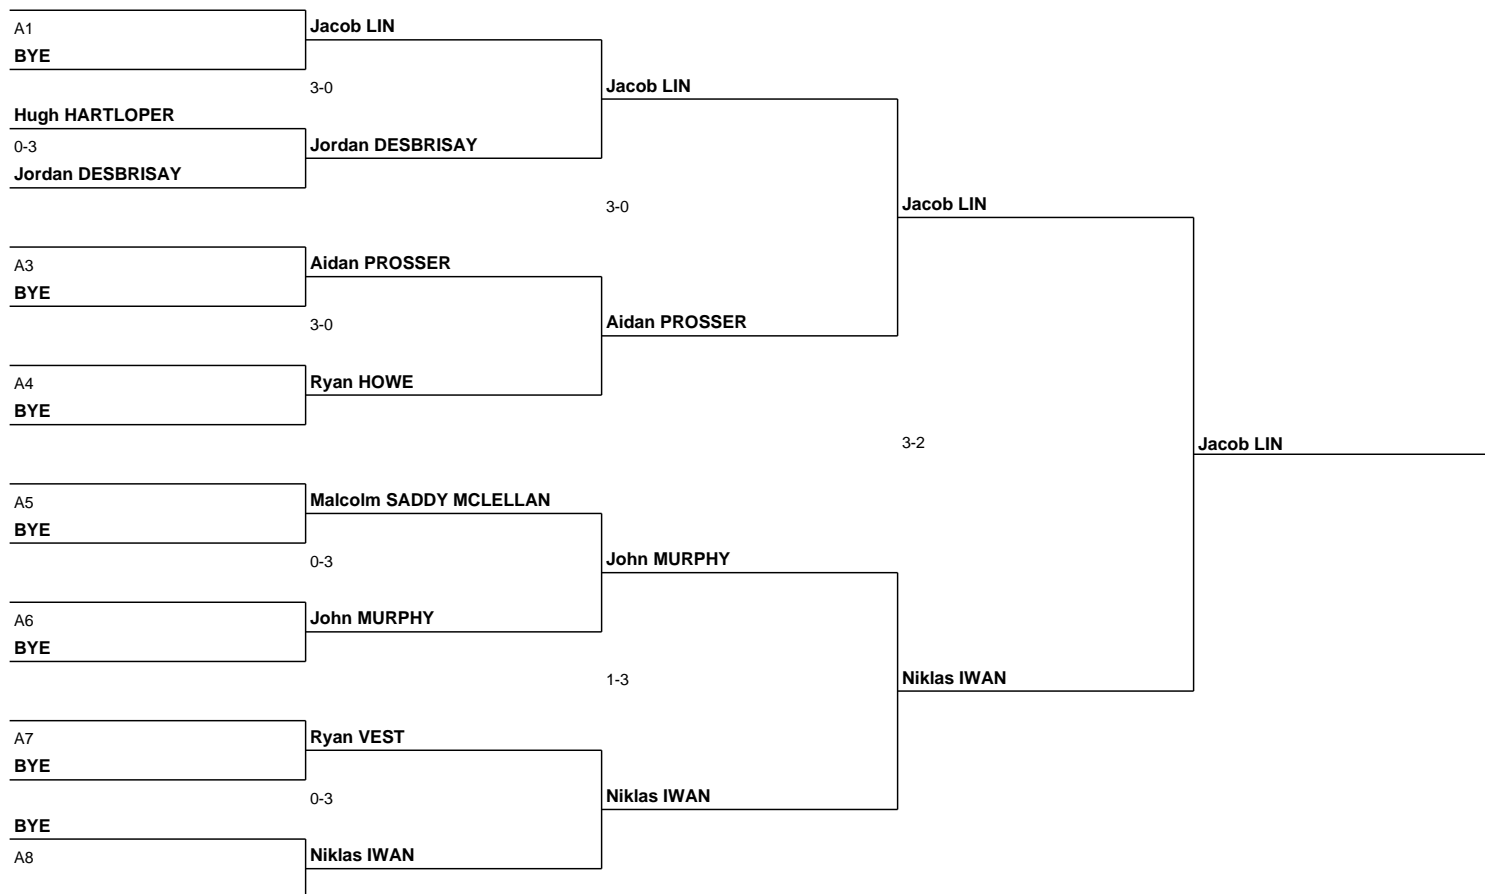 A1
BYE
Jacob LIN
3-0
Jacob LIN
Hugh HARTLOPER
0-3
Jordan DESBRISAY
Jordan DESBRISAY
3-0
Jacob LIN
A3
BYE
Aidan PROSSER
3-0
Aidan PROSSER
A4
BYE
Ryan HOWE
3-2
Jacob LIN
A5
BYE
Malcolm SADDY MCLELLAN
0-3
John MURPHY
A6
BYE
John MURPHY
1-3
Niklas IWAN
A7
BYE
Ryan VEST
0-3
Niklas IWAN
BYE
A8
Niklas IWAN